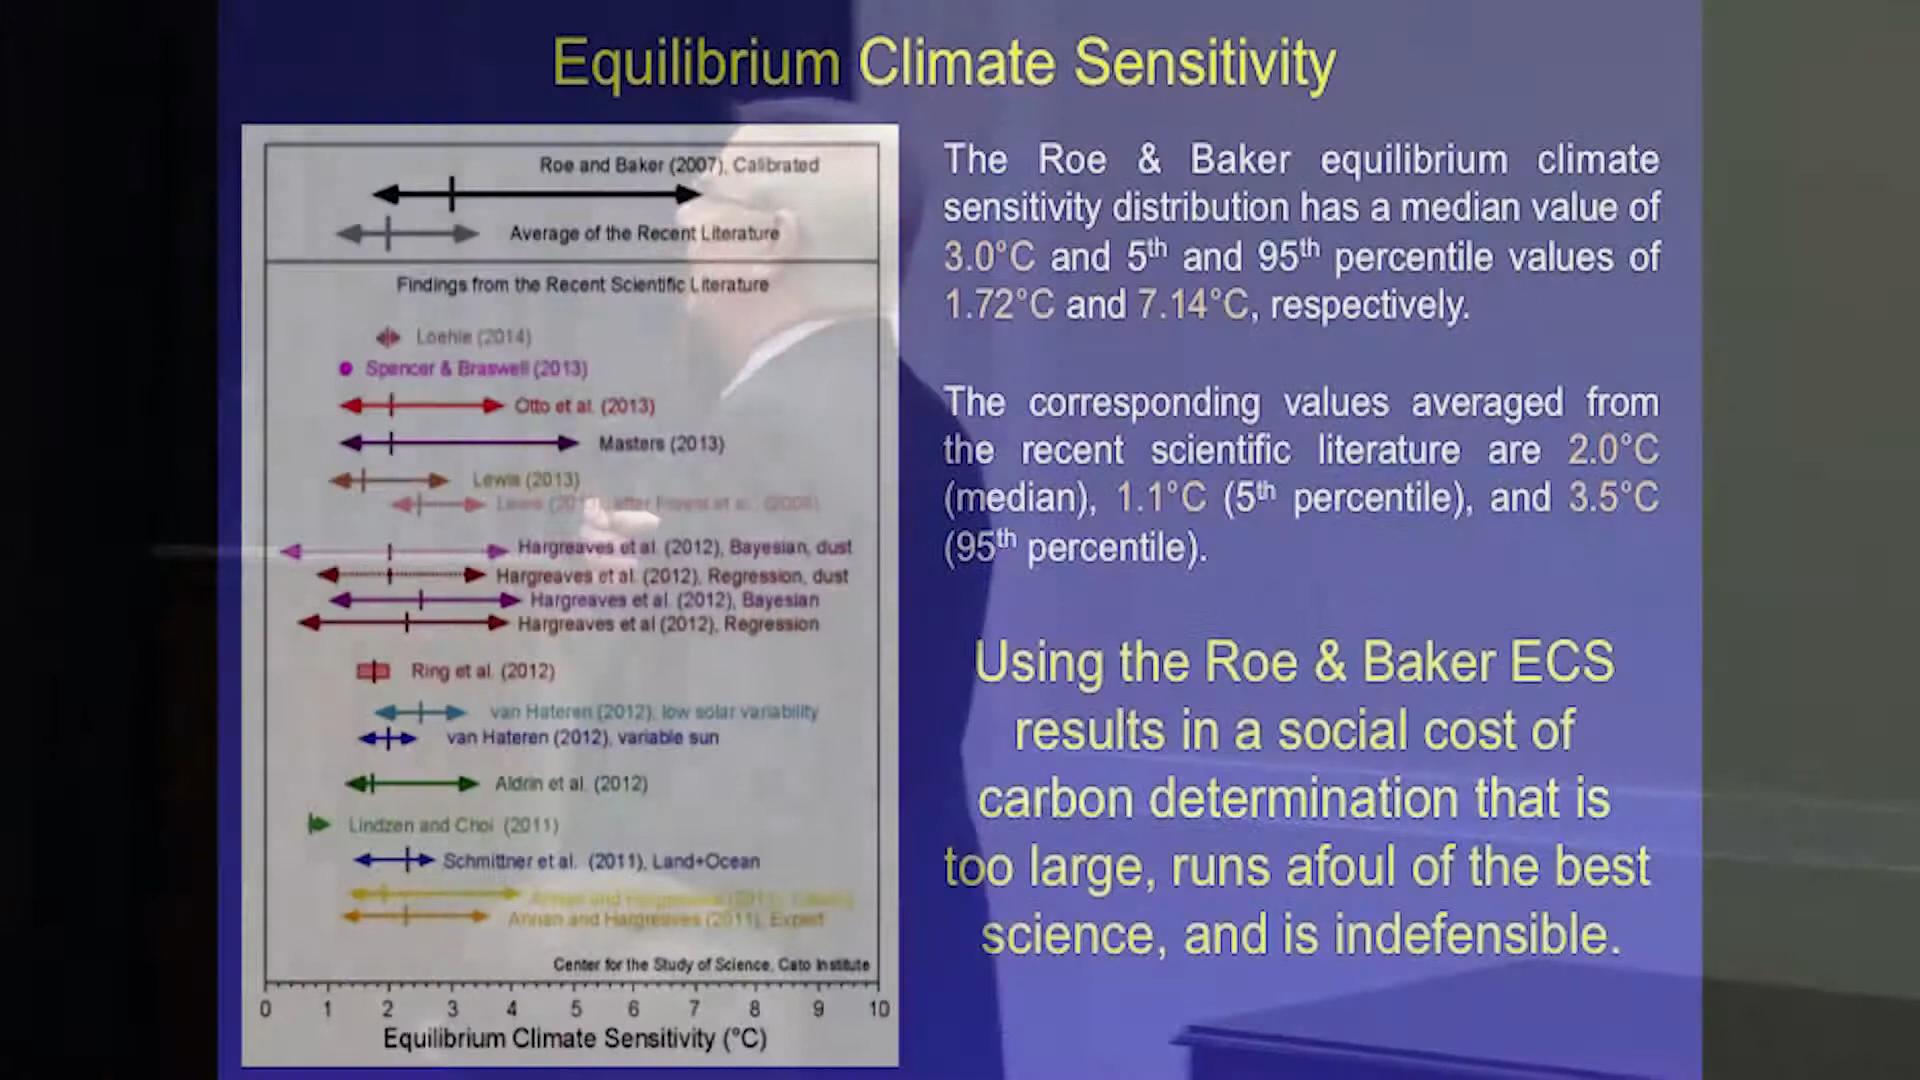 Equilibrium Climate Sensitivity
Roe and Baker (2007), Calibrated
Average of the Recent Literature
Findings from the Recent Scientific Literature
Loehle (2014)
Spencer & Braswell (2013)
Otto et al. (2013)
Masters (2013)
Lewis (2013)
Hargreaves et al. (2012), Bayesian, dust
Hargreaves et al. (2012), Regression, dust
Hargreaves et al. (2012), Bayesian
Hargreaves et al (2012), Regression
Ring et al. (2012)
van Hateren (2012), low solar variability
van Hateren (2012), variable sun
Aldrin et al. (2012)
Lindzen and Choi (2011)
Schmittner et al. (2011), Land+Ocean
Annan and Hargreaves (2011), Expert
Center for the Study of Science, Cato Institute
0 1 2 3 4 5 6 7 8 9 10
Equilibrium Climate Sensitivity (°C)
The Roe & Baker equilibrium climate
sensitivity distribution has a median value of
3.0°C and 5th and 95th percentile values of
1.72°C and 7.14°C, respectively.
The corresponding values averaged from
the recent scientific literature are 2.0°C
(median), 1.1°C (5th percentile), and 3.5°C
(95th percentile).
Using the Roe & Baker ECS
results in a social cost of
carbon determination that is
too large, runs afoul of the best
science, and is indefensible.